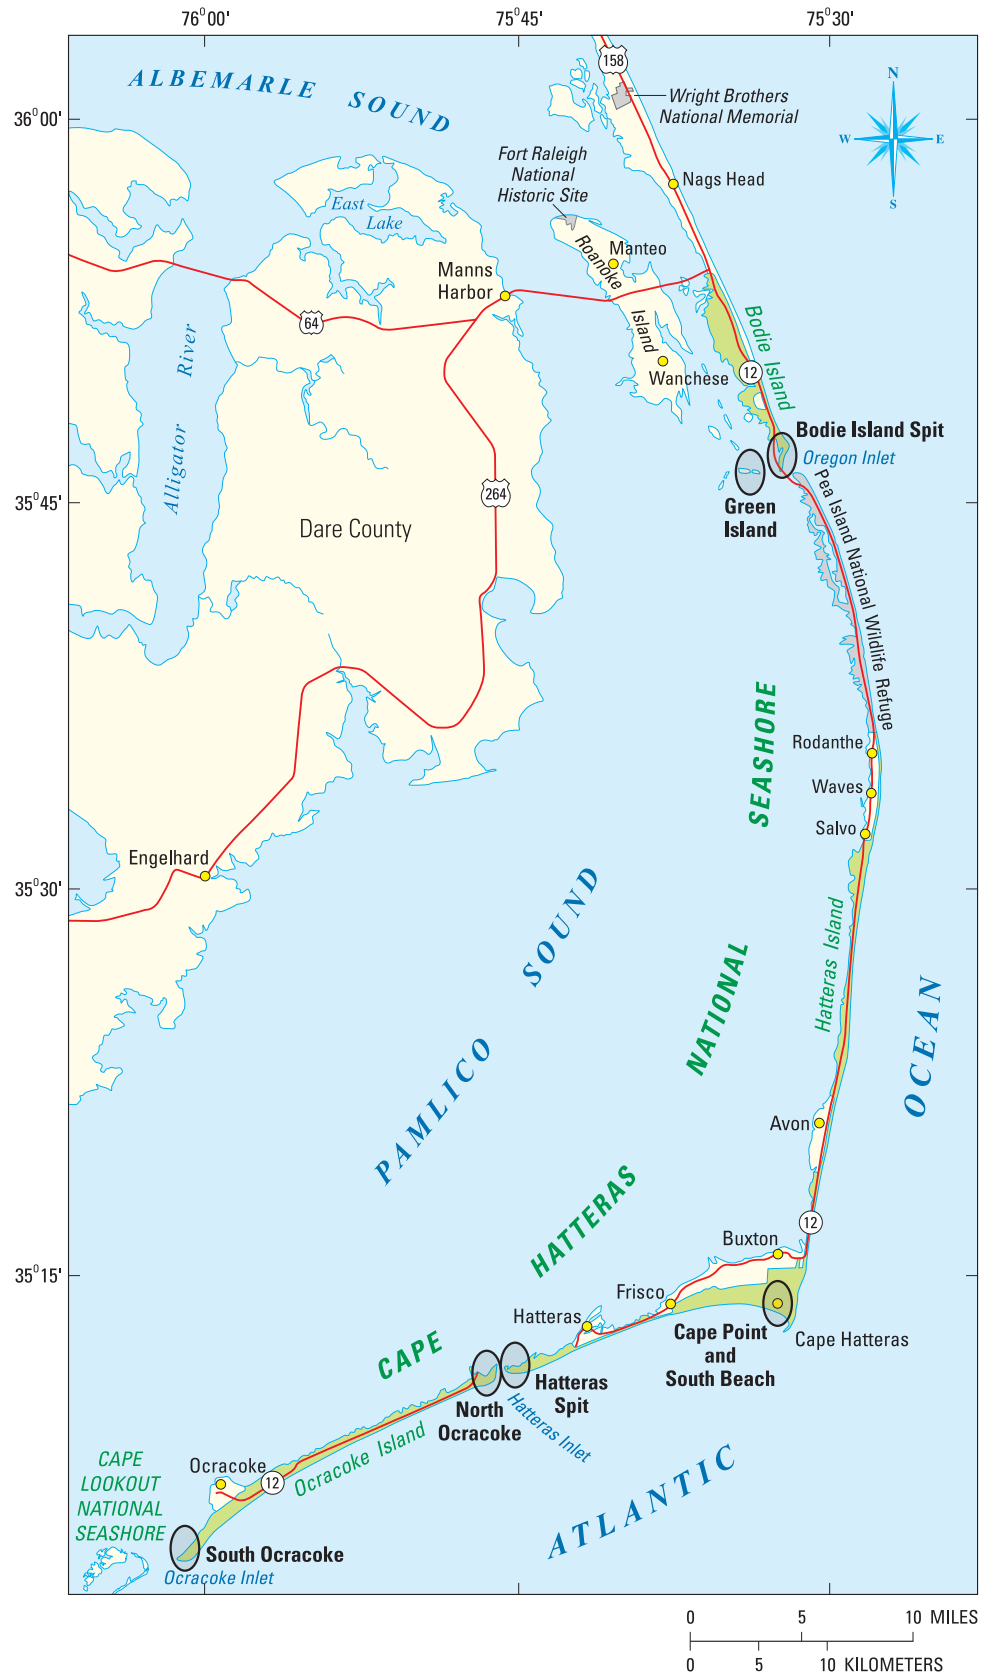 76°00'
75°45'
75°30'
ALBEMARLE SOUND
158
Wright Brothers
National Memorial
N
W
E
S
36°00'
Fort Raleigh
National
Historic Site
Nags Head
East
Lake
Roanoke
Island
Manteo
Manns
Harbor
64
River
Alligator
Bodie Island
Wanchese
12
Bodie Island Spit
Oregon Inlet
264
35°45'
Green
Island
Dare County
Pea Island National Wildlife Refuge
Rodanthe
Waves
Salvo
Engelhard
35°30'
PAMLICO SOUND
Hatteras Island
CAPE HATTERAS NATIONAL SEASHORE
ATLANTIC OCEAN
Avon
12
Buxton
35°15'
Frisco
Hatteras
Cape Point
and
South Beach
Cape Hatteras
Hatteras
Spit
North
Ocracoke
Hatteras Inlet
Ocracoke Island
Ocracoke
12
CAPE
LOOKOUT
NATIONAL
SEASHORE
South Ocracoke
Ocracoke Inlet
0 5 10 MILES
0 5 10 KILOMETERS